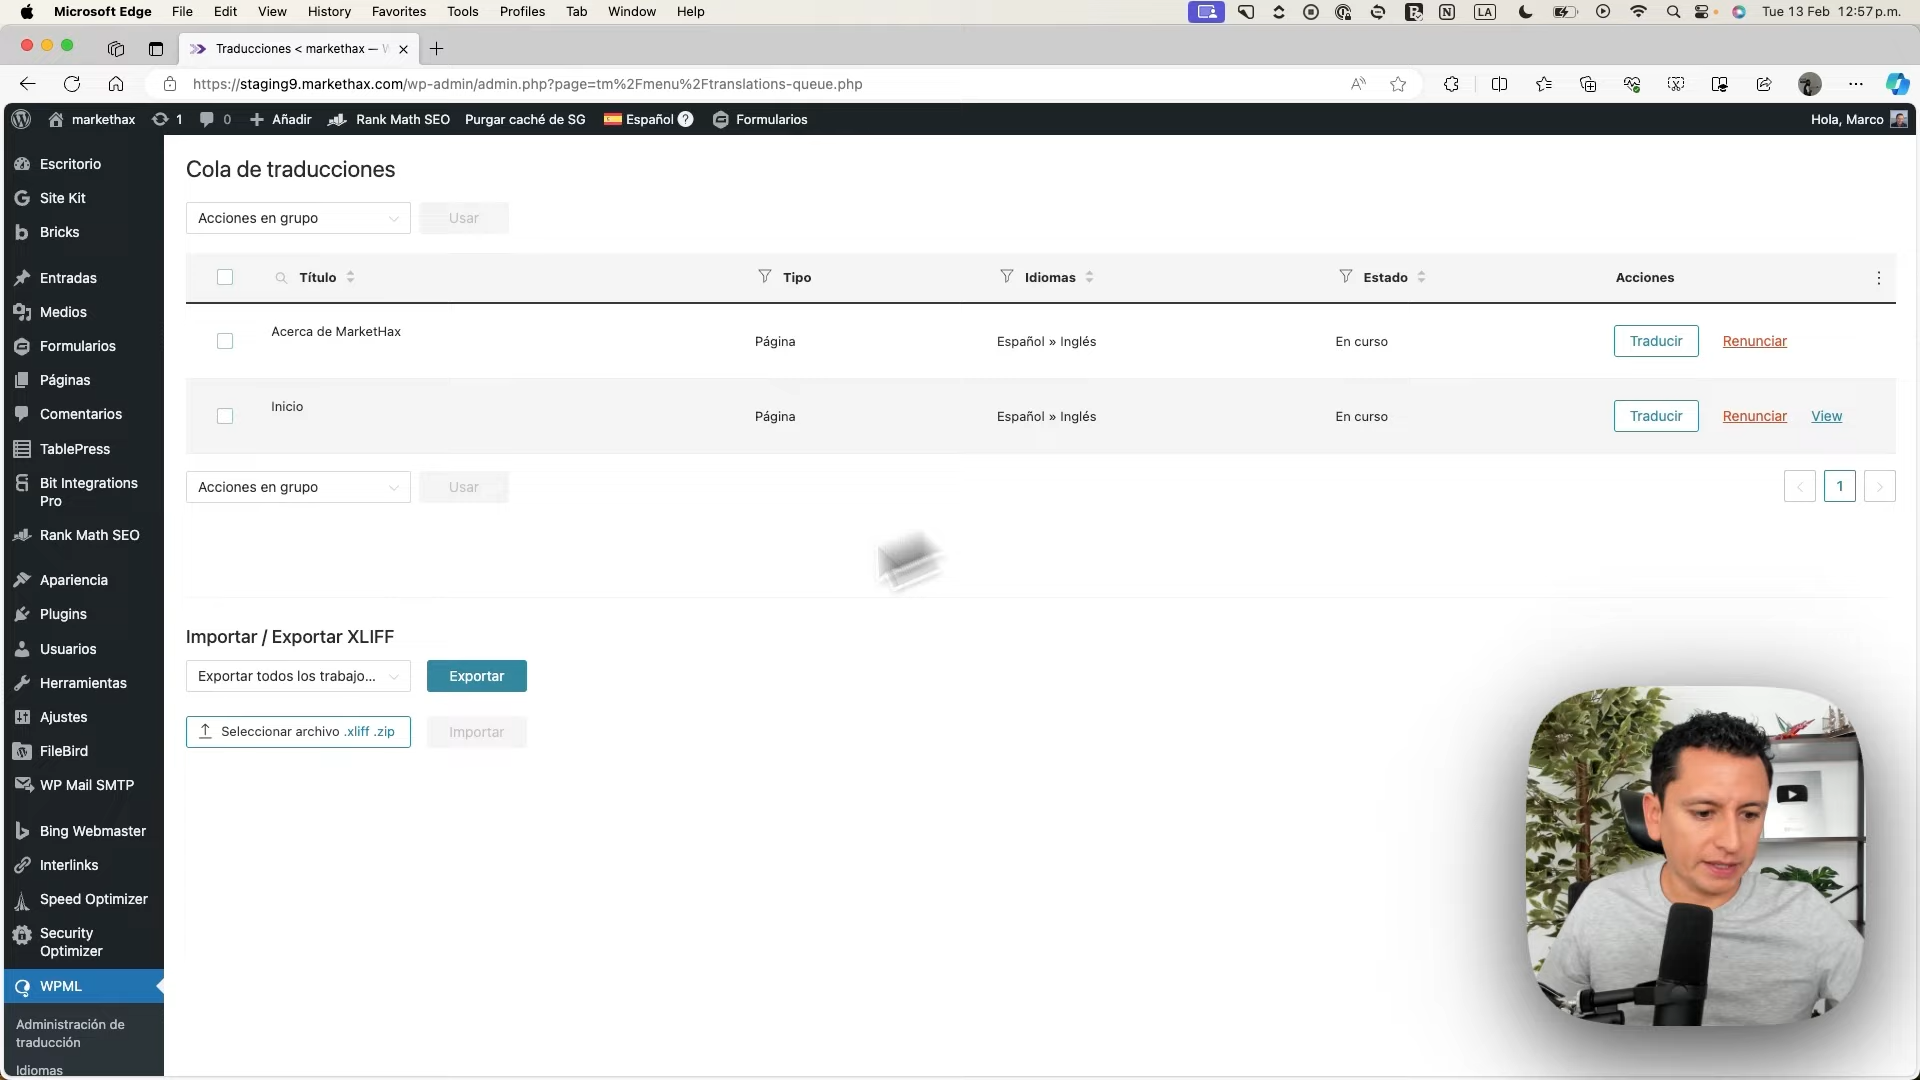 Microsoft Edge File Edit View History Favorites Tools Profiles Tab Window Help LA Tue 13 Feb 12:57 p.m.
Traducciones < markethax —
https://staging9.markethax.com/wp-admin/admin.php?page=tm%2Fmenu%2Ftranslations-queue.php
markethax 1 0 Añadir Rank Math SEO Purgar caché de SG Español ? Formularios Hola, Marco
Escritorio
Site Kit
Bricks
Entradas
Medios
Formularios
Páginas
Comentarios
TablePress
Bit Integrations
Pro
Rank Math SEO
Apariencia
Plugins
Usuarios
Herramientas
Ajustes
FileBird
WP Mail SMTP
Bing Webmaster
Interlinks
Speed Optimizer
Security
Optimizer
WPML
Administración de
traducción
Idiomas
Cola de traducciones
Acciones en grupo Usar
Título Tipo Idiomas Estado Acciones
Acerca de MarketHax Página Español » Inglés En curso Traducir Renunciar
Inicio Página Español » Inglés En curso Traducir Renunciar View
Acciones en grupo Usar < 1 >
Importar / Exportar XLIFF
Exportar todos los trabajo... Exportar
Seleccionar archivo .xliff .zip Importar